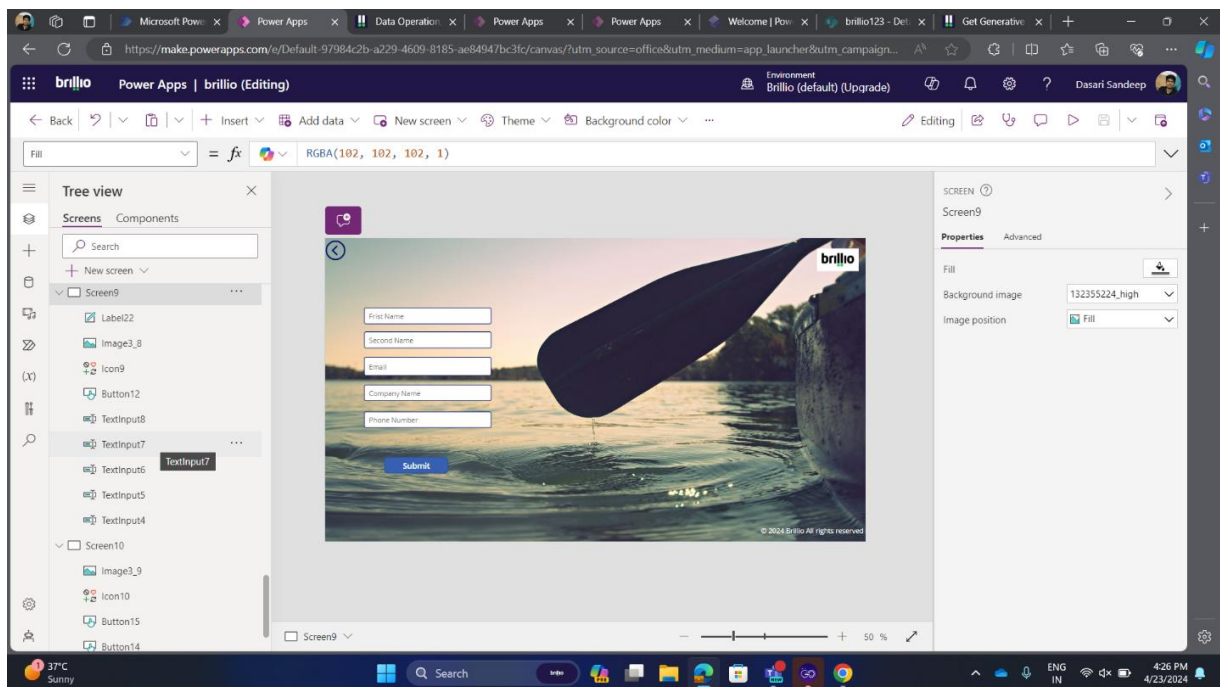 Microsoft Powe
Power Apps
Data Operation
Power Apps
Power Apps
Welcome | Pow
brillio123 - Det
Get Generative
https://make.powerapps.com/e/Default-97984c2b-a229-4609-8185-ae84947bc3fc/canvas/?utm_source=office&utm_medium=app_launcher&utm_campaign...
brillio
Power Apps | brillio (Editing)
Environment
Brillio (default) (Upgrade)
Dasari Sandeep
Back
Insert
Add data
New screen
Theme
Background color
Editing
Fill
= fx
RGBA(102, 102, 102, 1)
Tree view
Screens
Components
Search
New screen
Screen9
Label22
Image3_8
Icon9
Button12
TextInput8
TextInput7
TextInput7
TextInput6
TextInput5
TextInput4
Screen10
Image3_9
Icon10
Button15
Button14
brillio
Frist Name
Second Name
Email
Company Name
Phone Number
Submit
© 2024 Brillio All rights reserved
Screen9
50 %
SCREEN
Screen9
Properties
Advanced
Fill
Background image
132355224_high
Image position
Fill
1
37°C
Sunny
Search
ENG
IN
4:26 PM
4/23/2024